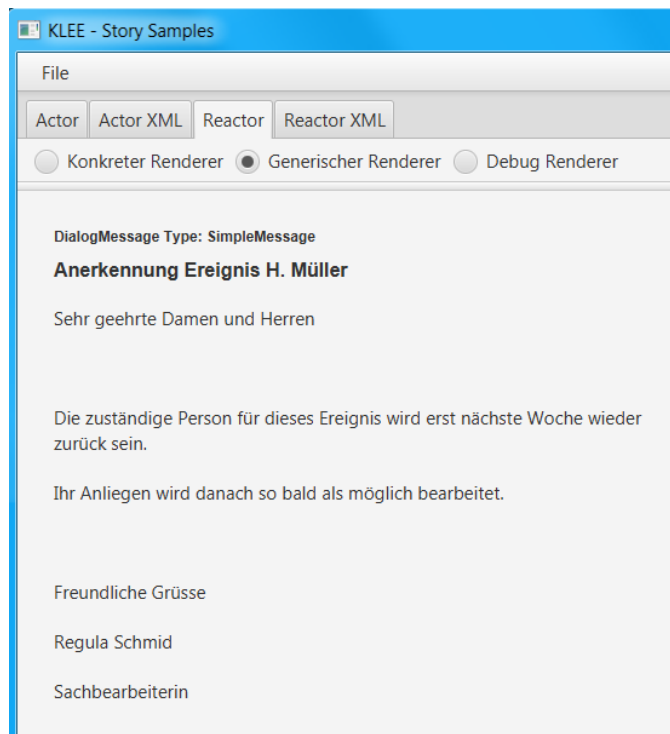 KLEE - Story Samples
File
Actor Actor XML Reactor Reactor XML
Konkreter Renderer Generischer Renderer Debug Renderer
DialogMessage Type: SimpleMessage
Anerkennung Ereignis H. Müller
Sehr geehrte Damen und Herren
Die zuständige Person für dieses Ereignis wird erst nächste Woche wieder
zurück sein.
Ihr Anliegen wird danach so bald als möglich bearbeitet.
Freundliche Grüsse
Regula Schmid
Sachbearbeiterin